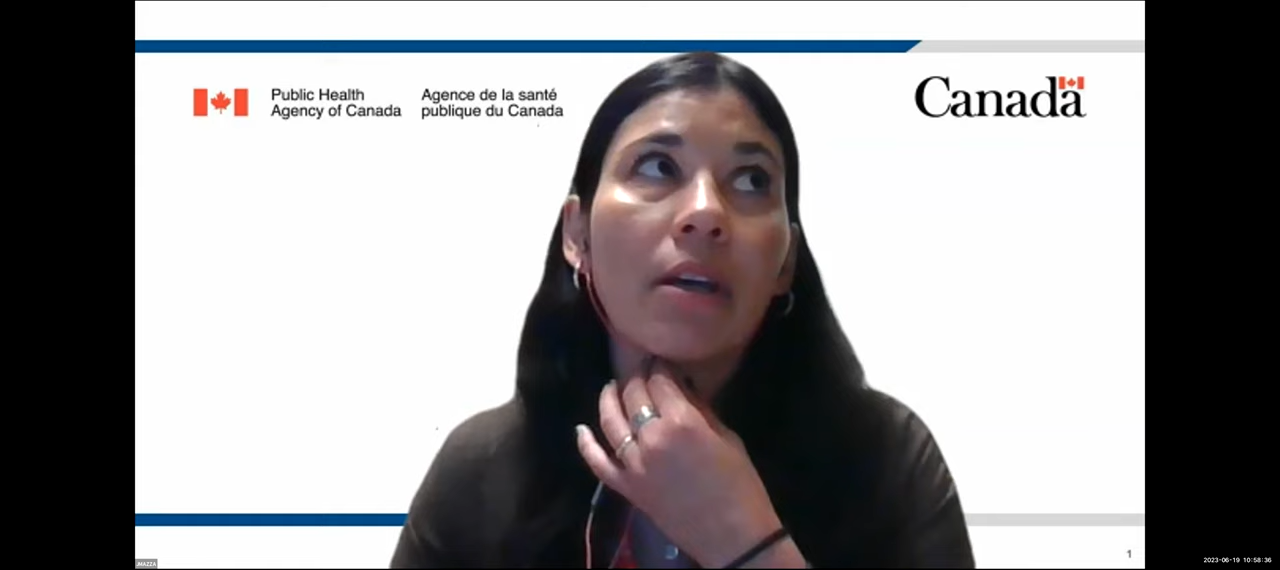 Public Health
Agency of Canada
Agence de la santé
publique du Canada
Canada
1
AIAZZA
2023-06-19 10:58:36